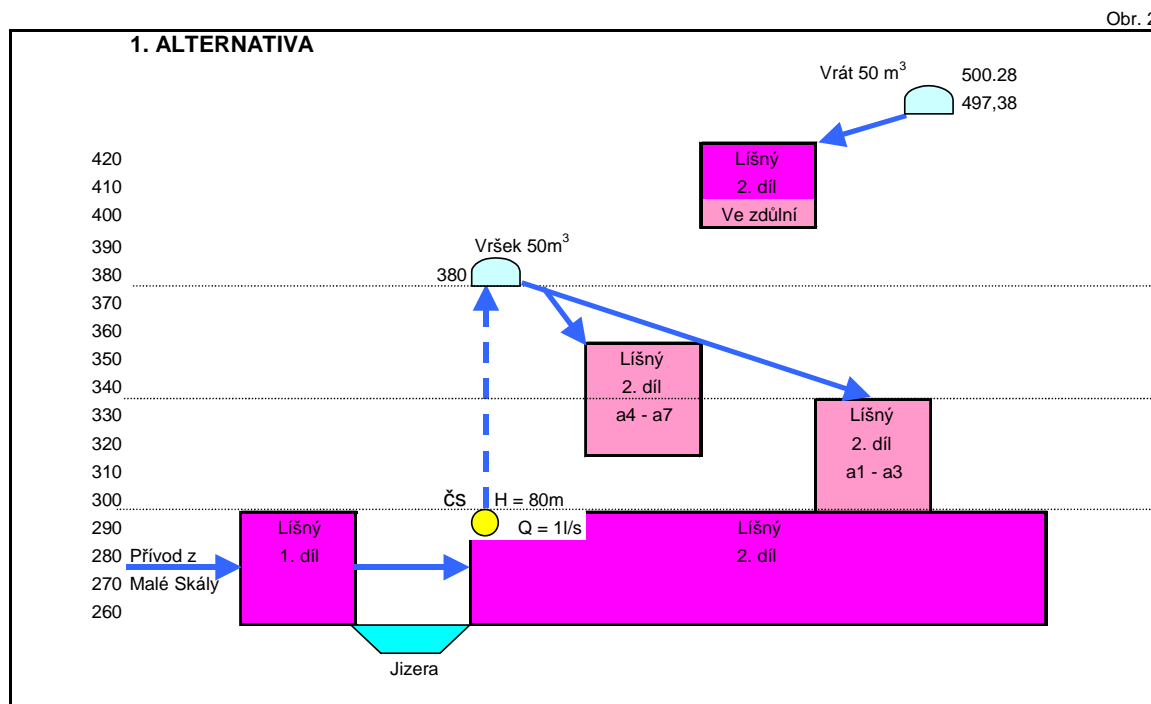 Obr. 2
1. ALTERNATIVA
Vrát 50 m³ 500.28
497,38
420
410
400
390
380
370
360
350
340
330
320
310
300
290
280
270
260
Líšný
2. díl
Ve zdůlní
Vršek 50m³
380
Líšný
2. díl
a4 - a7
Líšný
2. díl
a1 - a3
čs H = 80m
Q = 1l/s
Líšný
1. díl
Líšný
2. díl
Přívod z
Malé Skály
Jizera